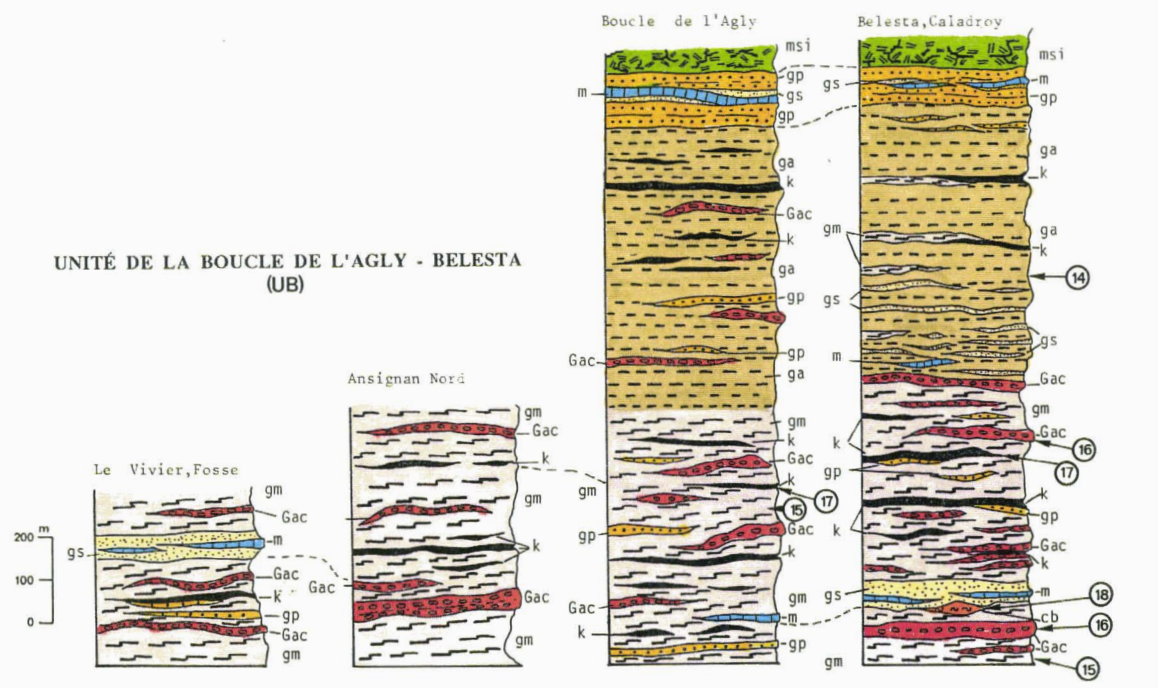 Boucle de l'Agly
Belesta,Caladroy
msi
gp
m
gs
gp
ga
k
Gac
k
ga
gp
Gac
gp
ga
gm
k
Gac
k
gm
17
15
gp
Gac
k
gm
Gac
m
k
gp
msi
gs
m
gp
ga
k
gm
ga
k
14
gs
gs
m
Gac
gm
k
Gac
16
gp
17
k
gp
k
Gac
k
gs
m
18
cb
16
Gac
gm
15
UNITÉ DE LA BOUCLE DE L'AGLY - BELESTA
(UB)
Ansignan Nord
gm
Gac
k
gm
k
Gac
Gac
gm
Le Vivier,Fosse
gm
Gac
m
gs
Gac
k
gp
Gac
gm
m
200
100
0